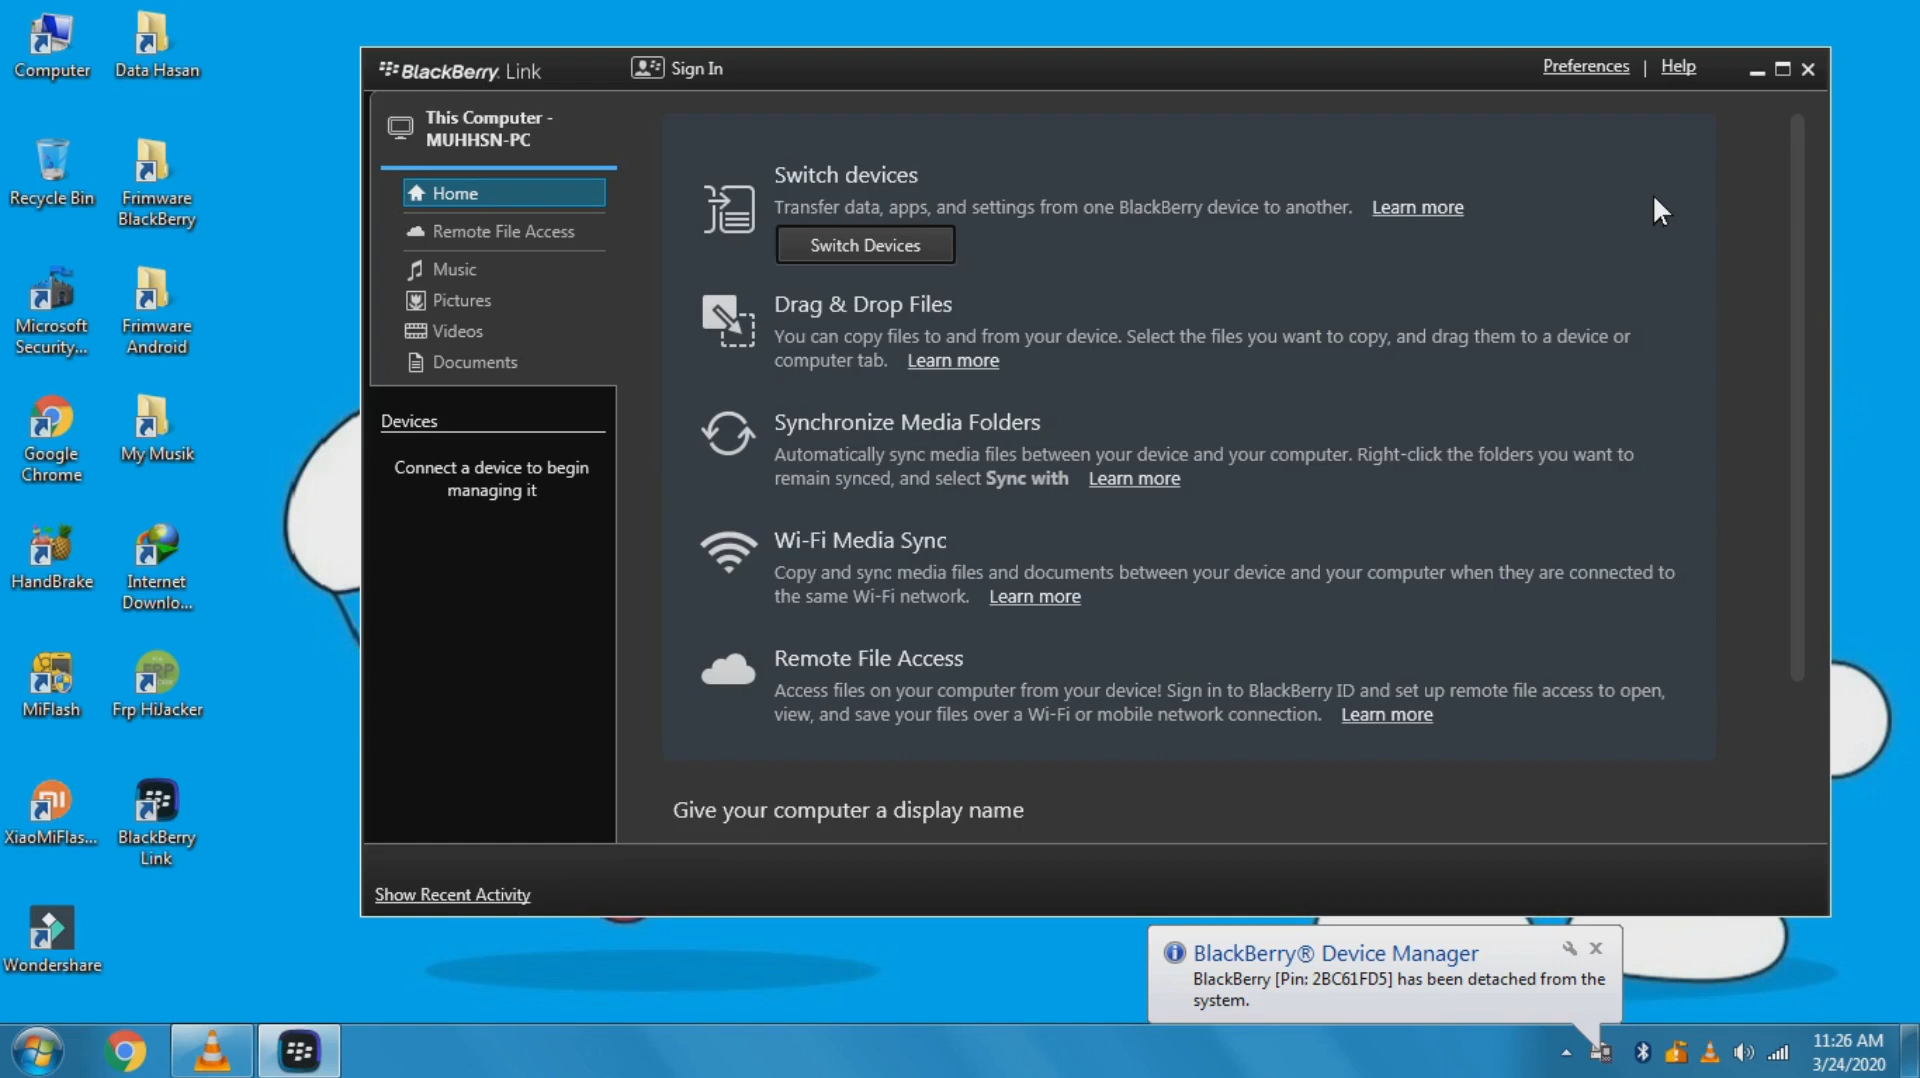 Computer
Data Hasan
Recycle Bin
Frimware
BlackBerry
Microsoft
Security...
Frimware
Android
Google
Chrome
My Musik
HandBrake
Internet
Downlo...
MiFlash
Frp HiJacker
XiaoMiFlas...
BlackBerry
Link
Wondershare
BlackBerry. Link
Sign In
Preferences | Help
This Computer -
MUHHSN-PC
Home
Remote File Access
Music
Pictures
Videos
Documents
Devices
Connect a device to begin
managing it
Switch devices
Transfer data, apps, and settings from one BlackBerry device to another. Learn more
Switch Devices
Drag & Drop Files
You can copy files to and from your device. Select the files you want to copy, and drag them to a device or
computer tab. Learn more
Synchronize Media Folders
Automatically sync media files between your device and your computer. Right-click the folders you want to
remain synced, and select Sync with Learn more
Wi-Fi Media Sync
Copy and sync media files and documents between your device and your computer when they are connected to
the same Wi-Fi network. Learn more
Remote File Access
Access files on your computer from your device! Sign in to BlackBerry ID and set up remote file access to open,
view, and save your files over a Wi-Fi or mobile network connection. Learn more
Give your computer a display name
Show Recent Activity
BlackBerry® Device Manager
BlackBerry [Pin: 2BC61FD5] has been detached from the
system.
11:26 AM
3/24/2020